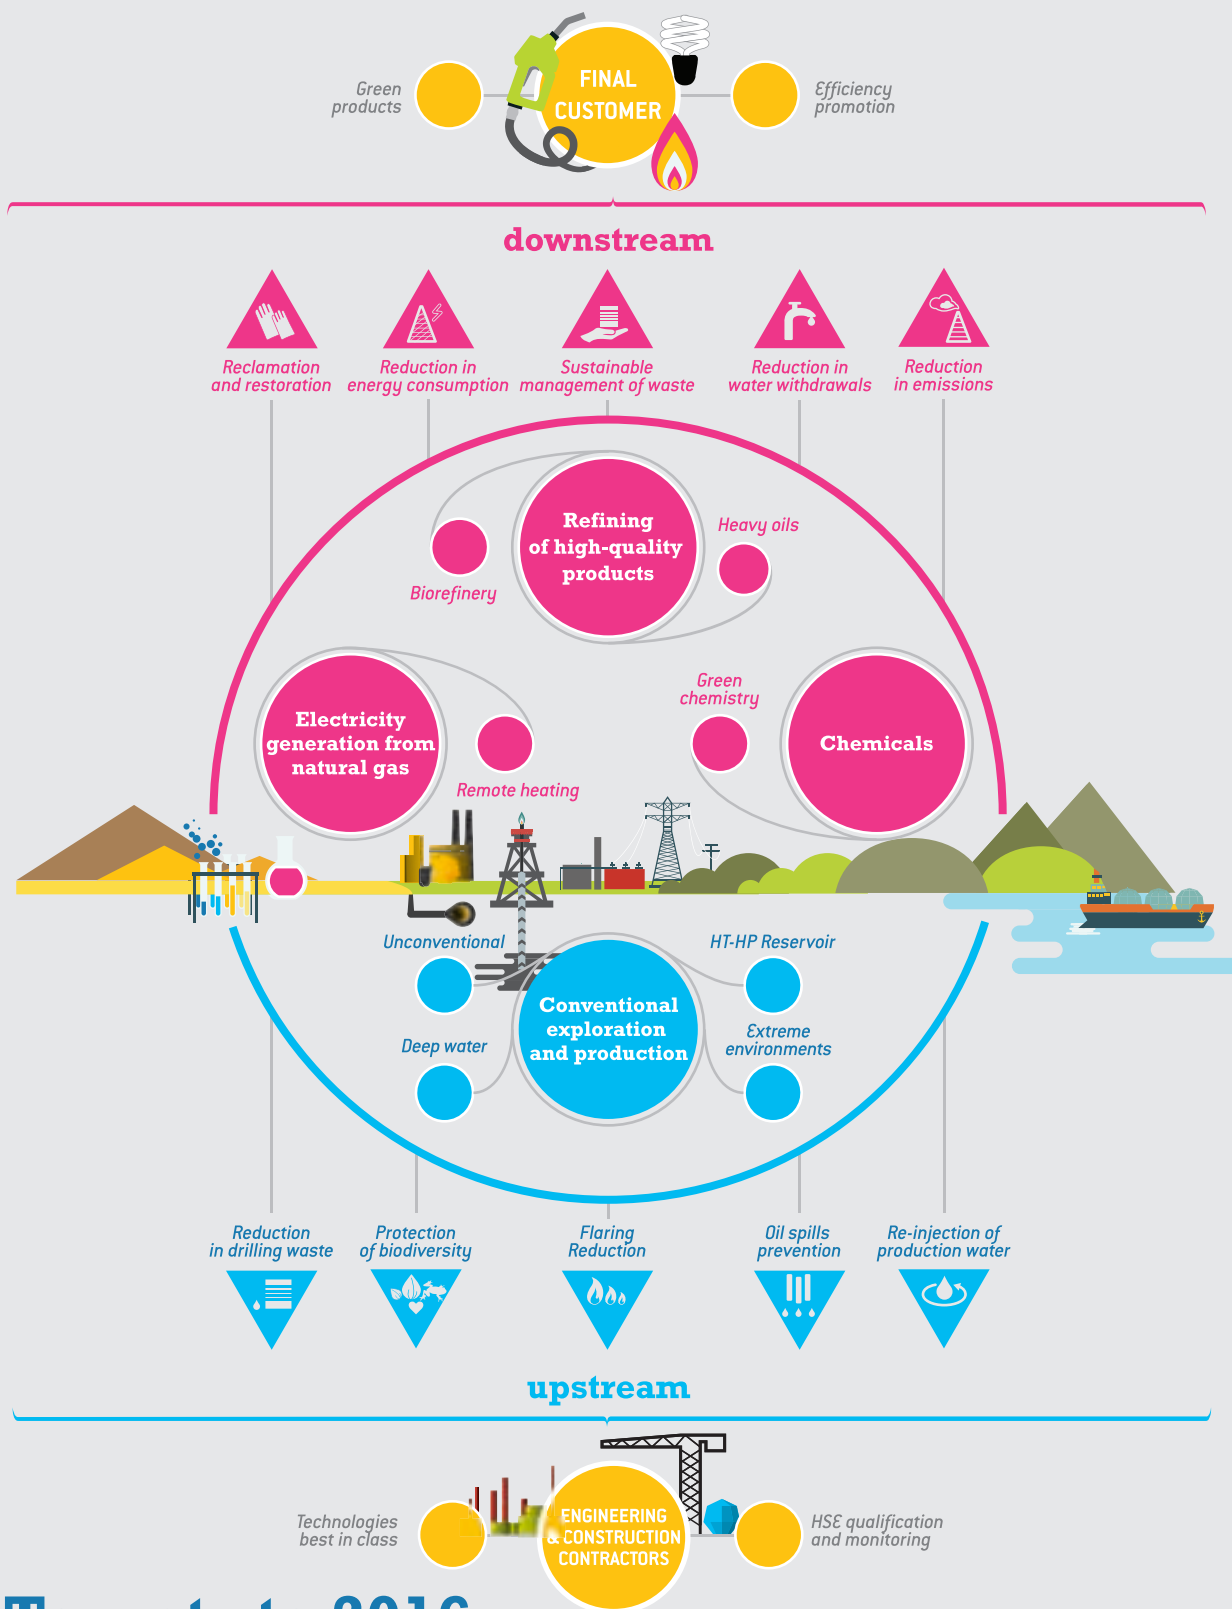 Green
products
FINAL
CUSTOMER
Efficiency
promotion
downstream
Reclamation
and restoration
Reduction in
energy consumption
Sustainable
management of waste
Reduction in
water withdrawals
Reduction
in emissions
Refining
of high-quality
products
Heavy oils
Biorefinery
Electricity
generation from
natural gas
Remote heating
Green
chemistry
Chemicals
Unconventional
HT-HP Reservoir
Conventional
exploration
and production
Deep water
Extreme
environments
Reduction
in drilling waste
Protection
of biodiversity
Flaring
Reduction
Oil spills
prevention
Re-injection of
production water
upstream
Technologies
best in class
ENGINEERING
& CONSTRUCTION
CONTRACTORS
HSE qualification
and monitoring